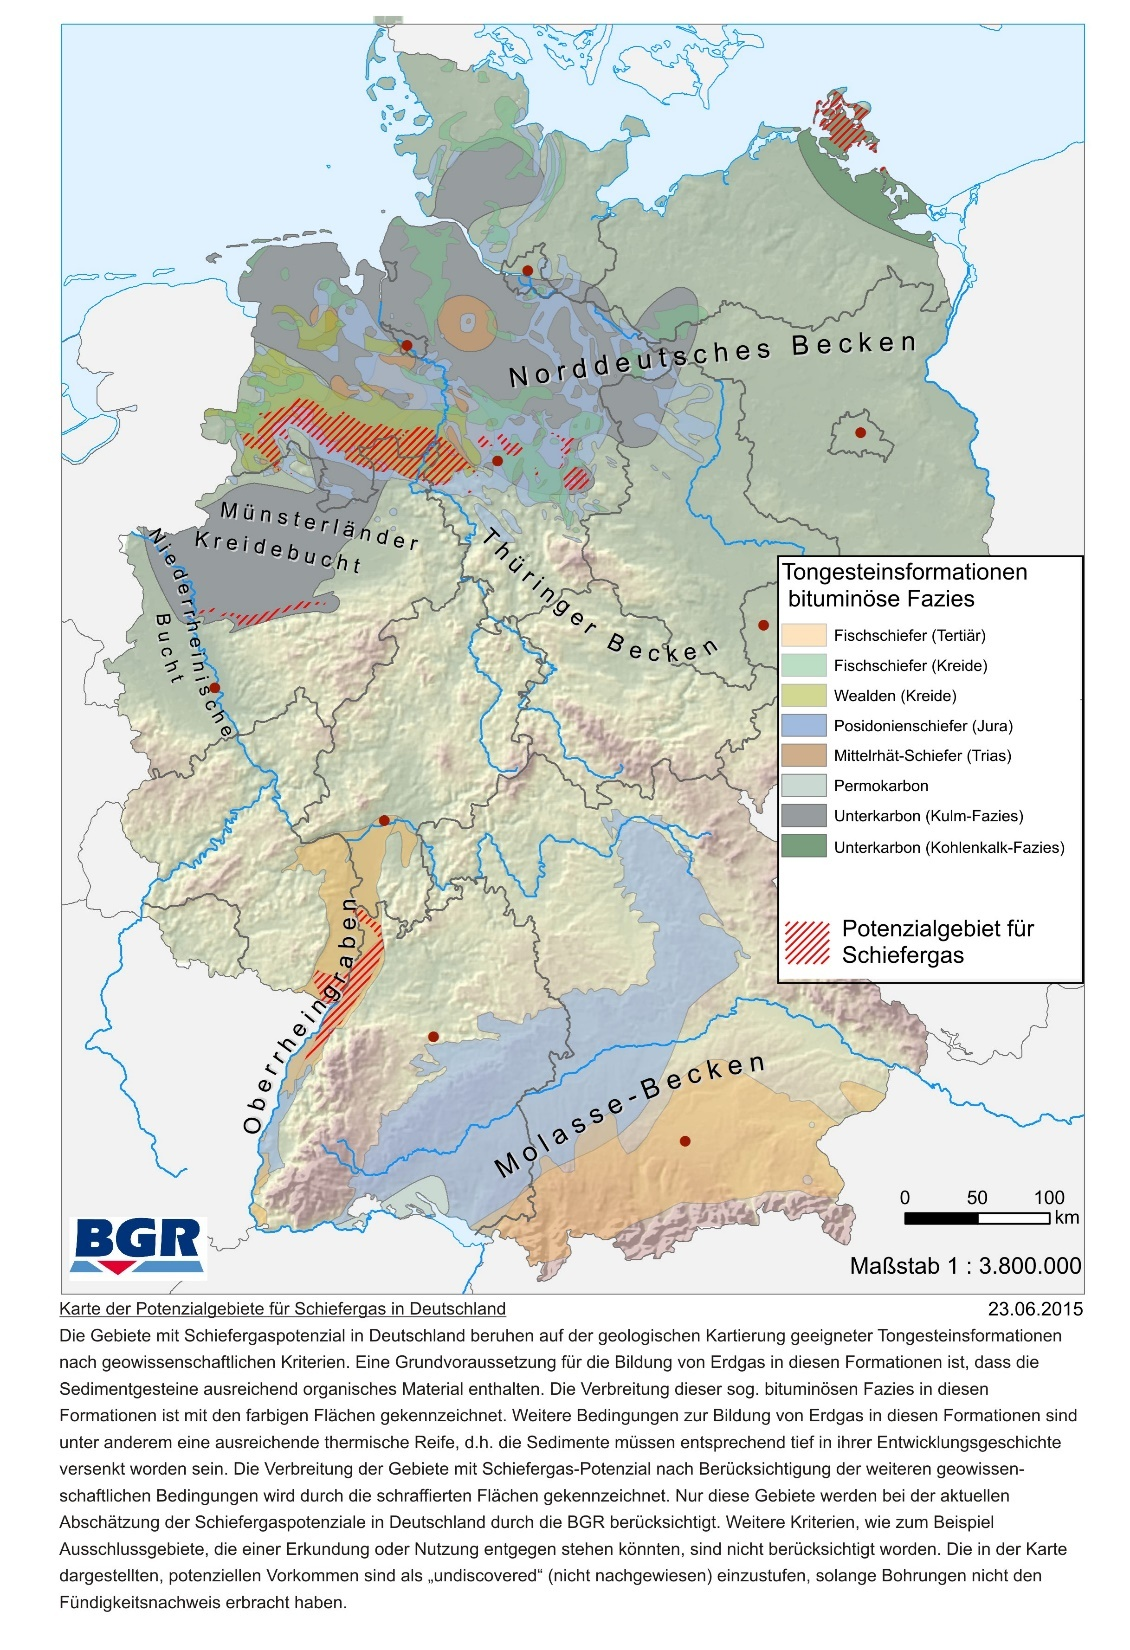 Norddeutsches Becken
Münsterländer
Kreidebucht
Niederrheinische
Bucht
Thüringer Becken
Tongesteinsformationen
bituminöse Fazies
Fischschiefer (Tertiär)
Fischschiefer (Kreide)
Wealden (Kreide)
Posidonienschiefer (Jura)
Mittelrhät-Schiefer (Trias)
Permokarbon
Unterkarbon (Kulm-Fazies)
Unterkarbon (Kohlenkalk-Fazies)
Potenzialgebiet für
Schiefergas
Oberrheingraben
Molasse-Becken
0 50 100
km
BGR
Maßstab 1 : 3.800.000
Karte der Potenzialgebiete für Schiefergas in Deutschland 23.06.2015
Die Gebiete mit Schiefergaspotenzial in Deutschland beruhen auf der geologischen Kartierung geeigneter Tongesteinsformationen
nach geowissenschaftlichen Kriterien. Eine Grundvoraussetzung für die Bildung von Erdgas in diesen Formationen ist, dass die
Sedimentgesteine ausreichend organisches Material enthalten. Die Verbreitung dieser sog. bituminösen Fazies in diesen
Formationen ist mit den farbigen Flächen gekennzeichnet. Weitere Bedingungen zur Bildung von Erdgas in diesen Formationen sind
unter anderem eine ausreichende thermische Reife, d.h. die Sedimente müssen entsprechend tief in ihrer Entwicklungsgeschichte
versenkt worden sein. Die Verbreitung der Gebiete mit Schiefergas-Potenzial nach Berücksichtigung der weiteren geowissen-
schaftlichen Bedingungen wird durch die schraffierten Flächen gekennzeichnet. Nur diese Gebiete werden bei der aktuellen
Abschätzung der Schiefergaspotenziale in Deutschland durch die BGR berücksichtigt. Weitere Kriterien, wie zum Beispiel
Ausschlussgebiete, die einer Erkundung oder Nutzung entgegen stehen könnten, sind nicht berücksichtigt worden. Die in der Karte
dargestellten, potenziellen Vorkommen sind als „undiscovered“ (nicht nachgewiesen) einzustufen, solange Bohrungen nicht den
Fündigkeitsnachweis erbracht haben.